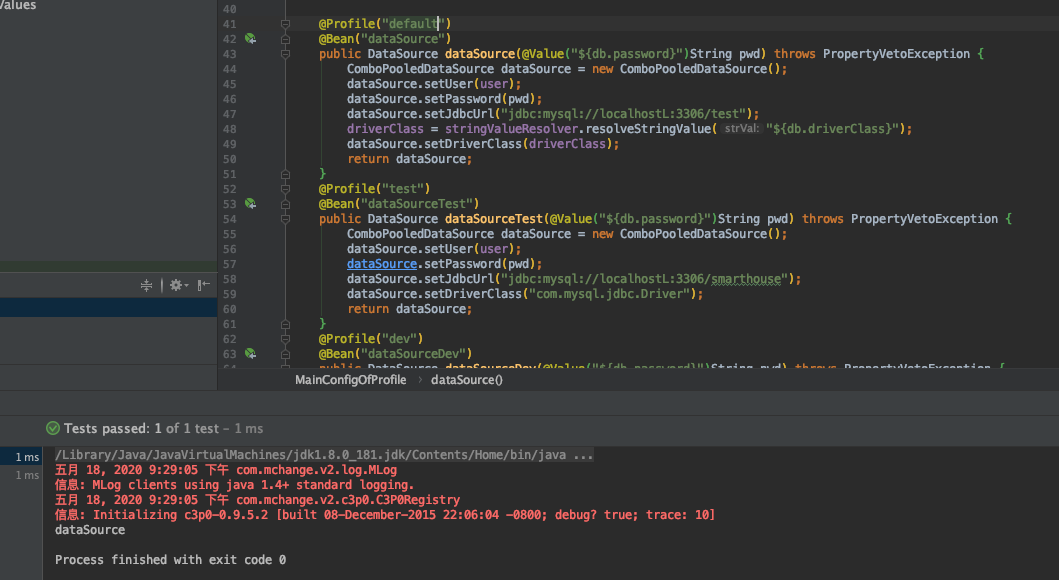 Values
40
41 @Profile("default")
42 @Bean("dataSource")
43 public DataSource dataSource(@Value("${db.password}")String pwd) throws PropertyVetoException {
44 ComboPooledDataSource dataSource = new ComboPooledDataSource();
45 dataSource.setUser(user);
46 dataSource.setPassword(pwd);
47 dataSource.setJdbcUrl("jdbc:mysql://localhostL:3306/test");
48 driverClass = stringValueResolver.resolveStringValue( strVal: "${db.driverClass}");
49 dataSource.setDriverClass(driverClass);
50 return dataSource;
51 }
52 @Profile("test")
53 @Bean("dataSourceTest")
54 public DataSource dataSourceTest(@Value("${db.password}")String pwd) throws PropertyVetoException {
55 ComboPooledDataSource dataSource = new ComboPooledDataSource();
56 dataSource.setUser(user);
57 dataSource.setPassword(pwd);
58 dataSource.setJdbcUrl("jdbc:mysql://localhostL:3306/smarthouse");
59 dataSource.setDriverClass("com.mysql.jdbc.Driver");
60 return dataSource;
61 }
62 @Profile("dev")
63 @Bean("dataSourceDev")
64 public DataSource dataSourceDev(@Value("${db.password}")String pwd) throws PropertyVetoException {
MainConfigOfProfile › dataSource()
Tests passed: 1 of 1 test – 1 ms
1 ms /Library/Java/JavaVirtualMachines/jdk1.8.0_181.jdk/Contents/Home/bin/java ...
1 ms 五月 18, 2020 9:29:05 下午 com.mchange.v2.log.MLog
信息: MLog clients using java 1.4+ standard logging.
五月 18, 2020 9:29:05 下午 com.mchange.v2.c3p0.C3P0Registry
信息: Initializing c3p0-0.9.5.2 [built 08-December-2015 22:06:04 -0800; debug? true; trace: 10]
dataSource
Process finished with exit code 0